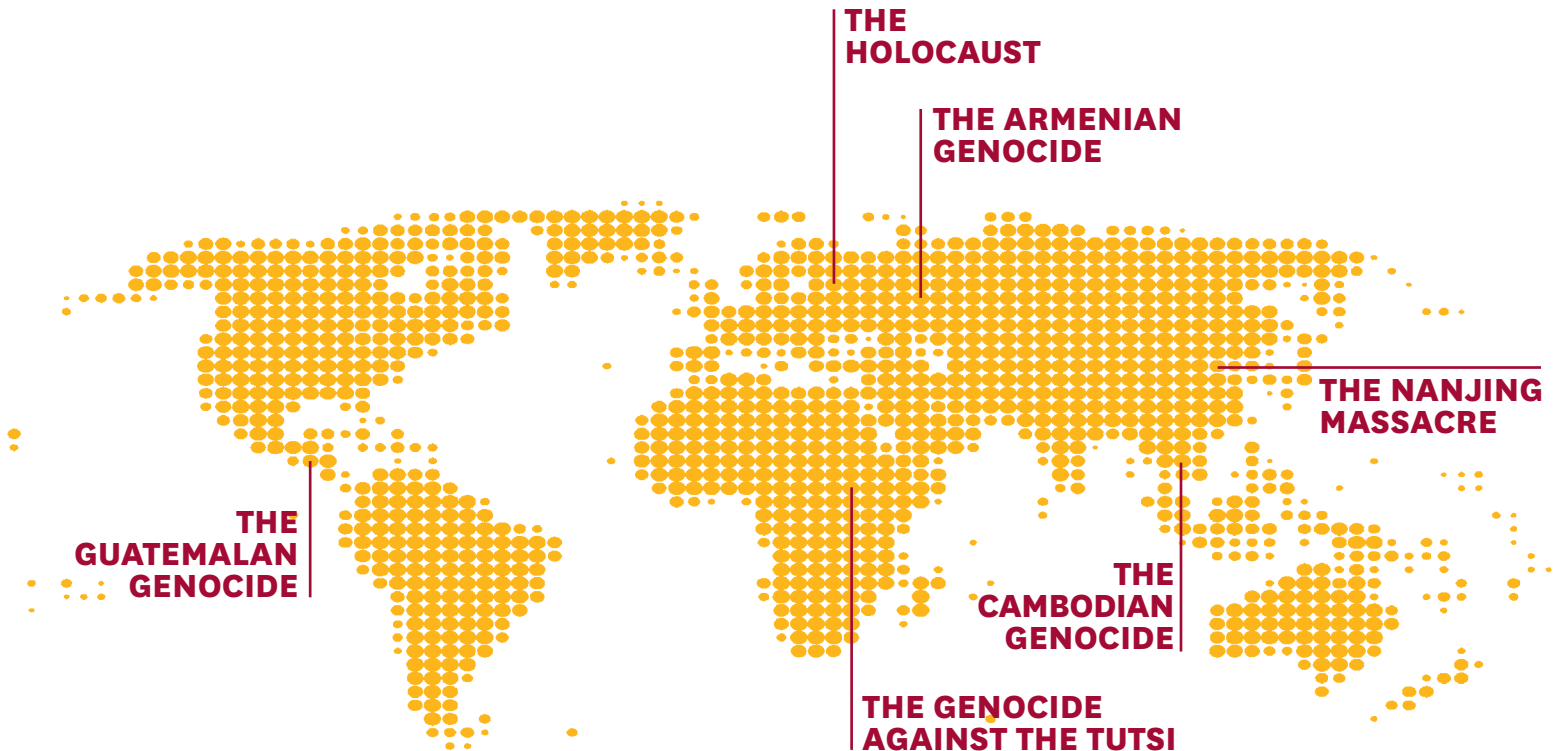 THE
HOLOCAUST
THE ARMENIAN
GENOCIDE
THE NANJING
MASSACRE
THE
GUATEMALAN
GENOCIDE
THE
CAMBODIAN
GENOCIDE
THE GENOCIDE
AGAINST THE TUTSI